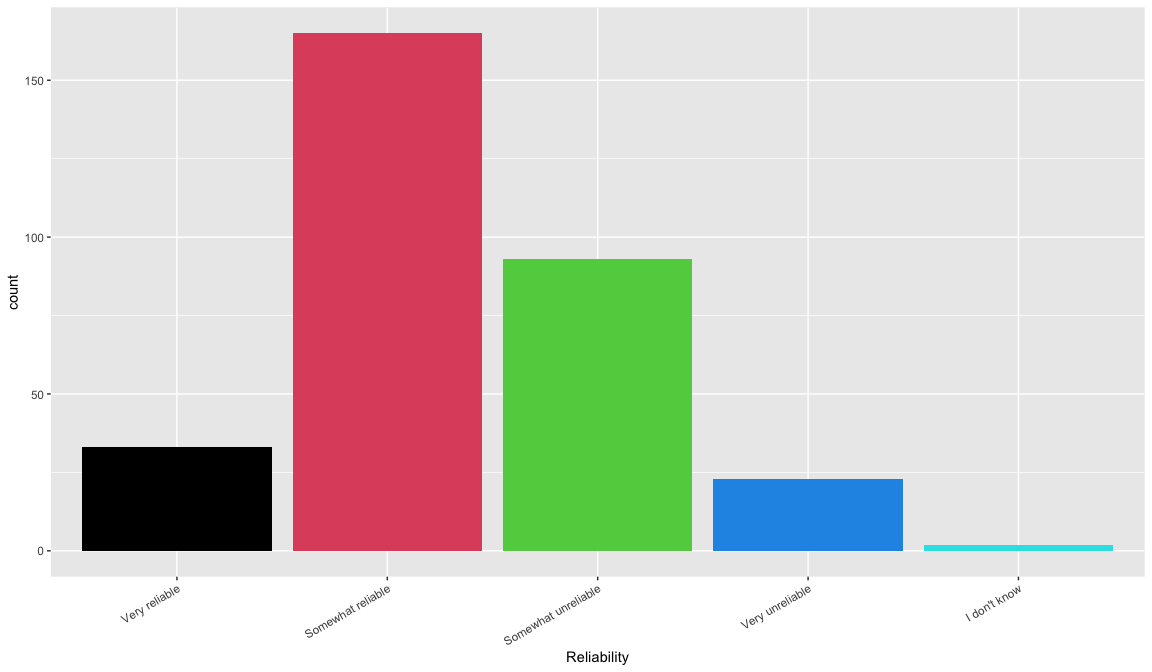 count
150
100
50
0
Very reliable
Somewhat reliable
Somewhat unreliable
Very unreliable
I don't know
Reliability